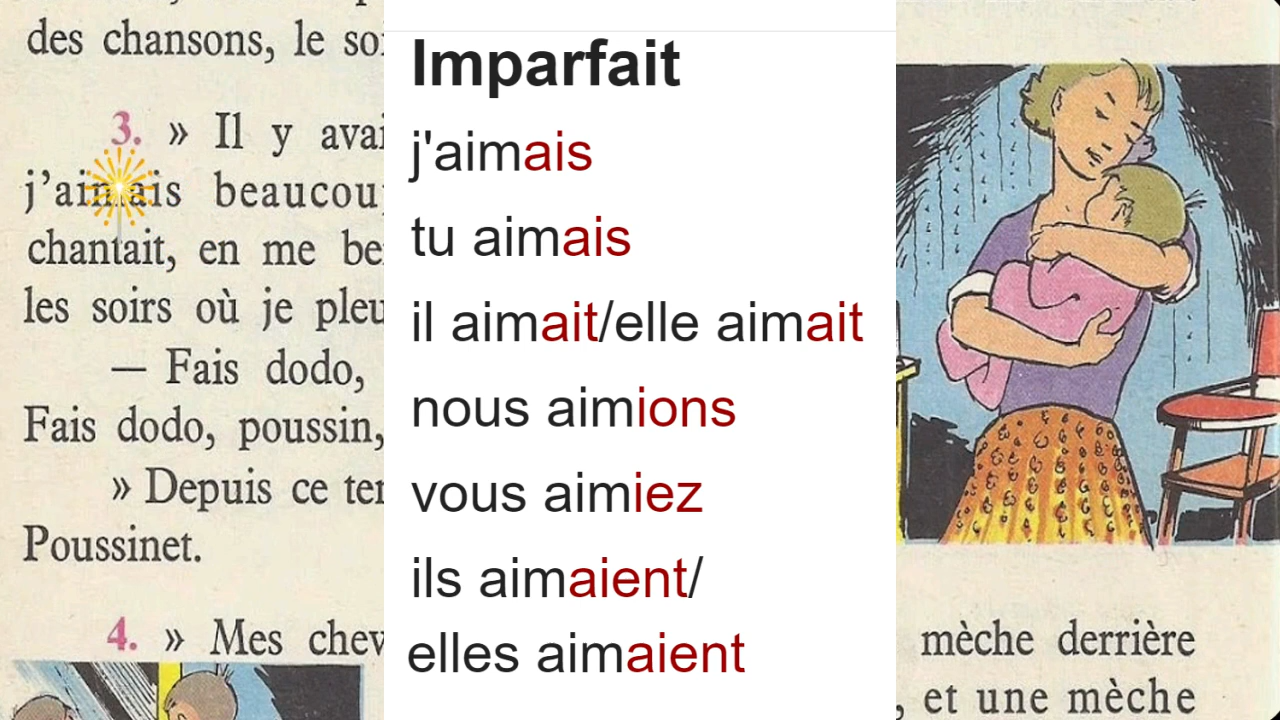 des chansons, le soi
3. » Il y avai
j'aimais beaucoup
chantait, en me be
les soirs où je pleu
— Fais dodo,
Fais dodo, poussin,
» Depuis ce ten
Poussinet.
4. » Mes chev
Imparfait
j'aimais
tu aimais
il aimait/elle aimait
nous aimions
vous aimiez
ils aimaient/
elles aimaient
mèche derrière
, et une mèche